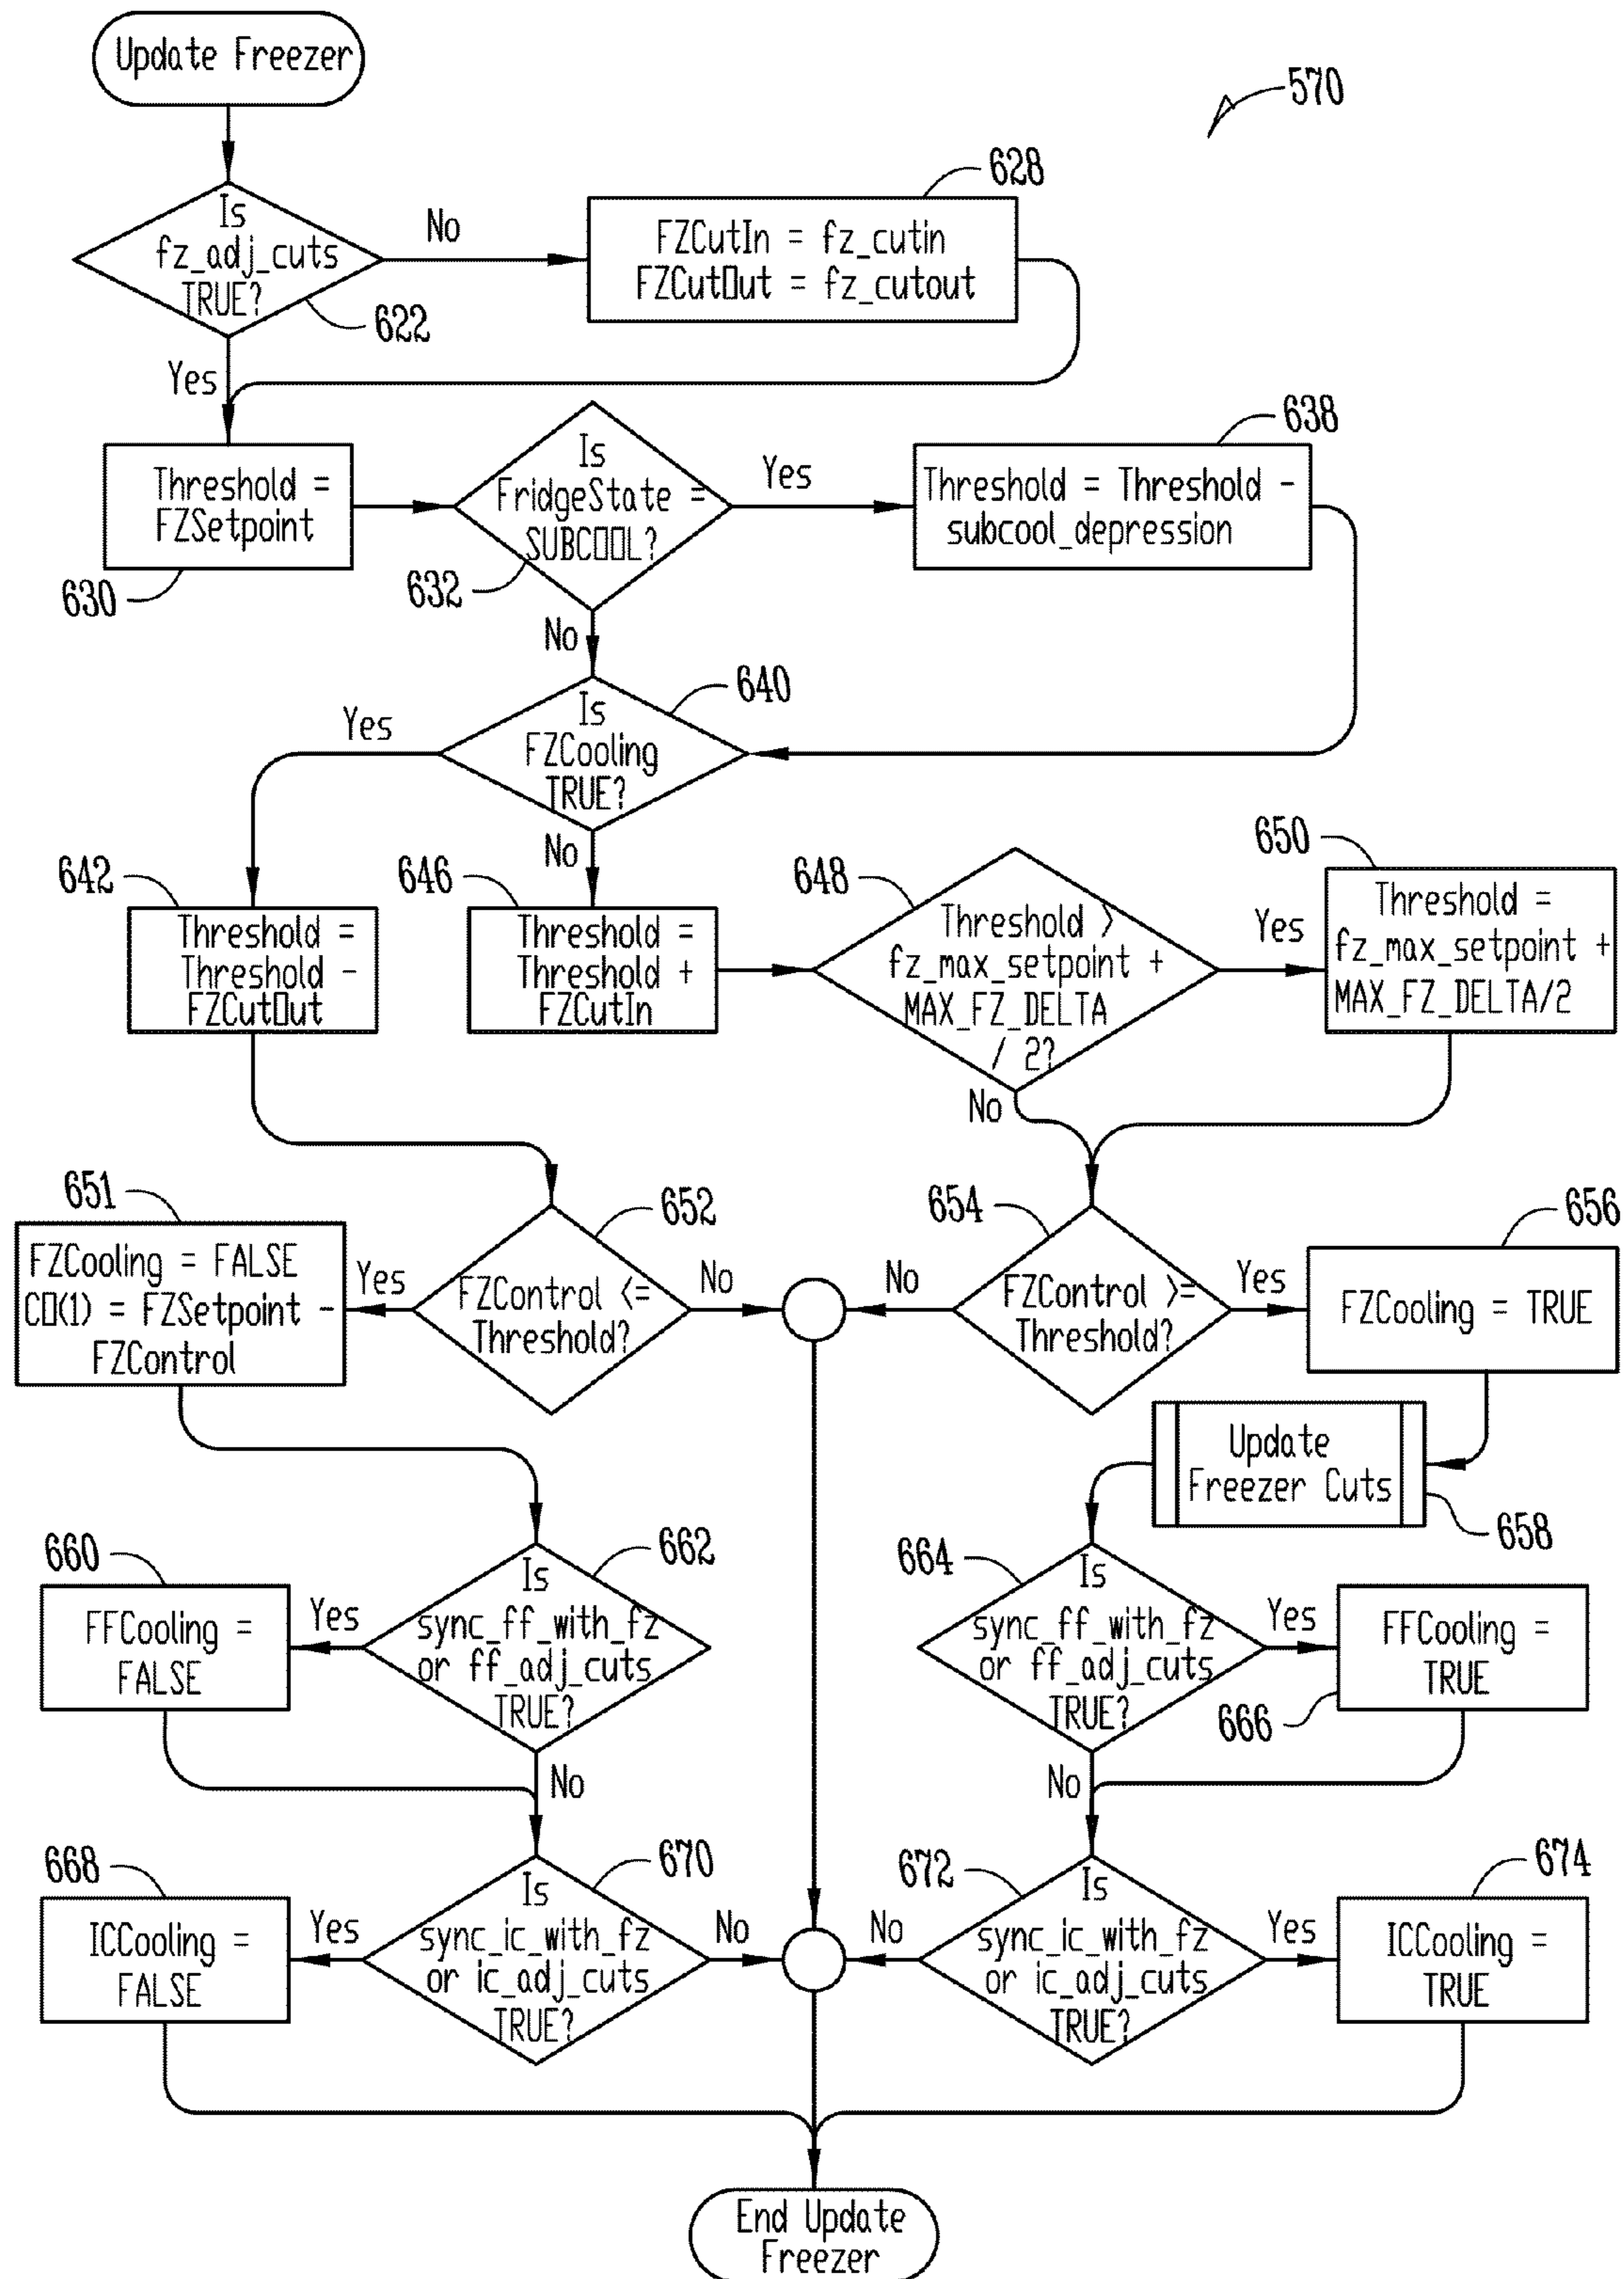 Update Freezer
570
Is
fz_adj_cuts
TRUE?
622
No
Yes
628
FZCutIn = fz_cutin
FZCutOut = fz_cutout
Threshold =
FZSetpoint
630
Is
FridgeState =
SUBCOOL?
632
Yes
No
638
Threshold = Threshold -
subcool_depression
640
Is
FZCooling
TRUE?
Yes
No
642
Threshold =
Threshold -
FZCutOut
646
Threshold =
Threshold +
FZCutIn
648
Threshold >
fz_max_setpoint +
MAX_FZ_DELTA
/ 2?
Yes
No
650
Threshold =
fz_max_setpoint +
MAX_FZ_DELTA/2
651
FZCooling = FALSE
CO(1) = FZSetpoint -
FZControl
Yes
652
FZControl <=
Threshold?
No
No
654
FZControl >=
Threshold?
Yes
656
FZCooling = TRUE
Update
Freezer Cuts
658
660
FFCooling =
FALSE
Yes
662
Is
sync_ff_with_fz
or ff_adj_cuts
TRUE?
No
664
Is
sync_ff_with_fz
or ff_adj_cuts
TRUE?
Yes
No
FFCooling =
TRUE
666
668
ICCooling =
FALSE
Yes
670
Is
sync_ic_with_fz
or ic_adj_cuts
TRUE?
No
No
672
Is
sync_ic_with_fz
or ic_adj_cuts
TRUE?
Yes
674
ICCooling =
TRUE
End Update
Freezer